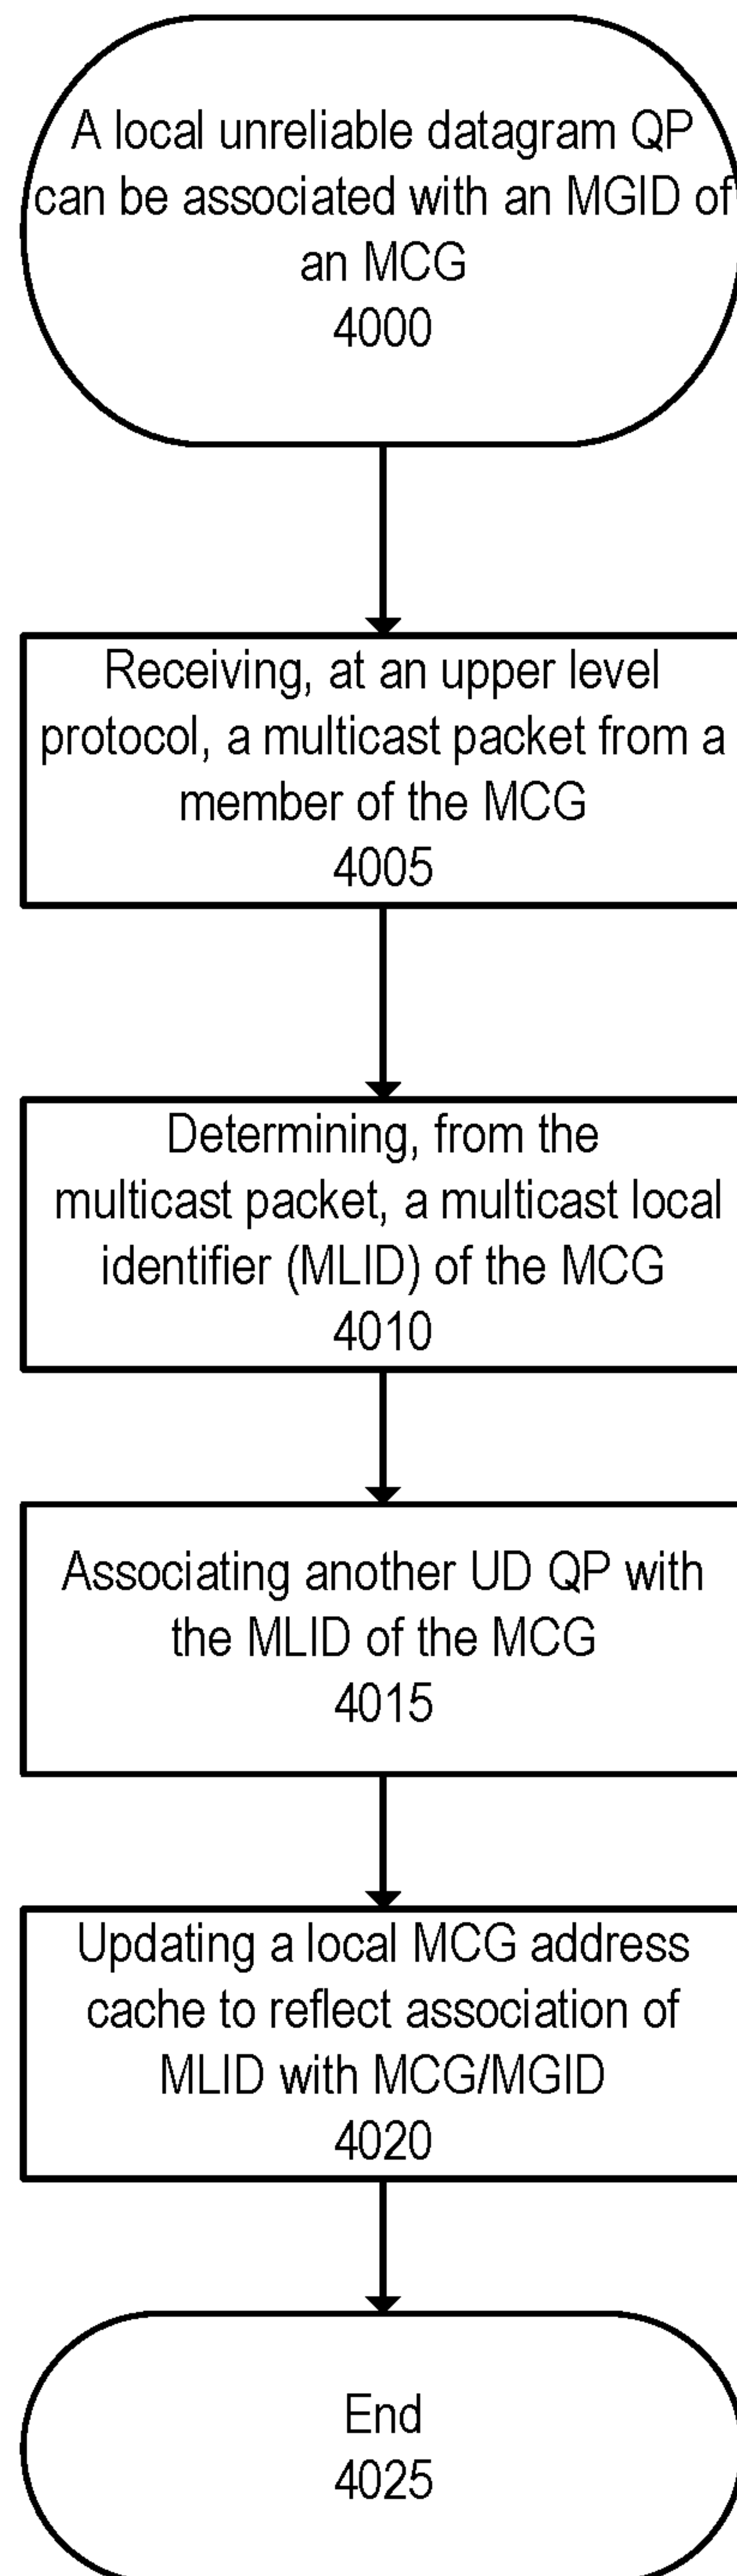 A local unreliable datagram QP
can be associated with an MGID of
an MCG
4000
Receiving, at an upper level
protocol, a multicast packet from a
member of the MCG
4005
Determining, from the
multicast packet, a multicast local
identifier (MLID) of the MCG
4010
Associating another UD QP with
the MLID of the MCG
4015
Updating a local MCG address
cache to reflect association of
MLID with MCG/MGID
4020
End
4025